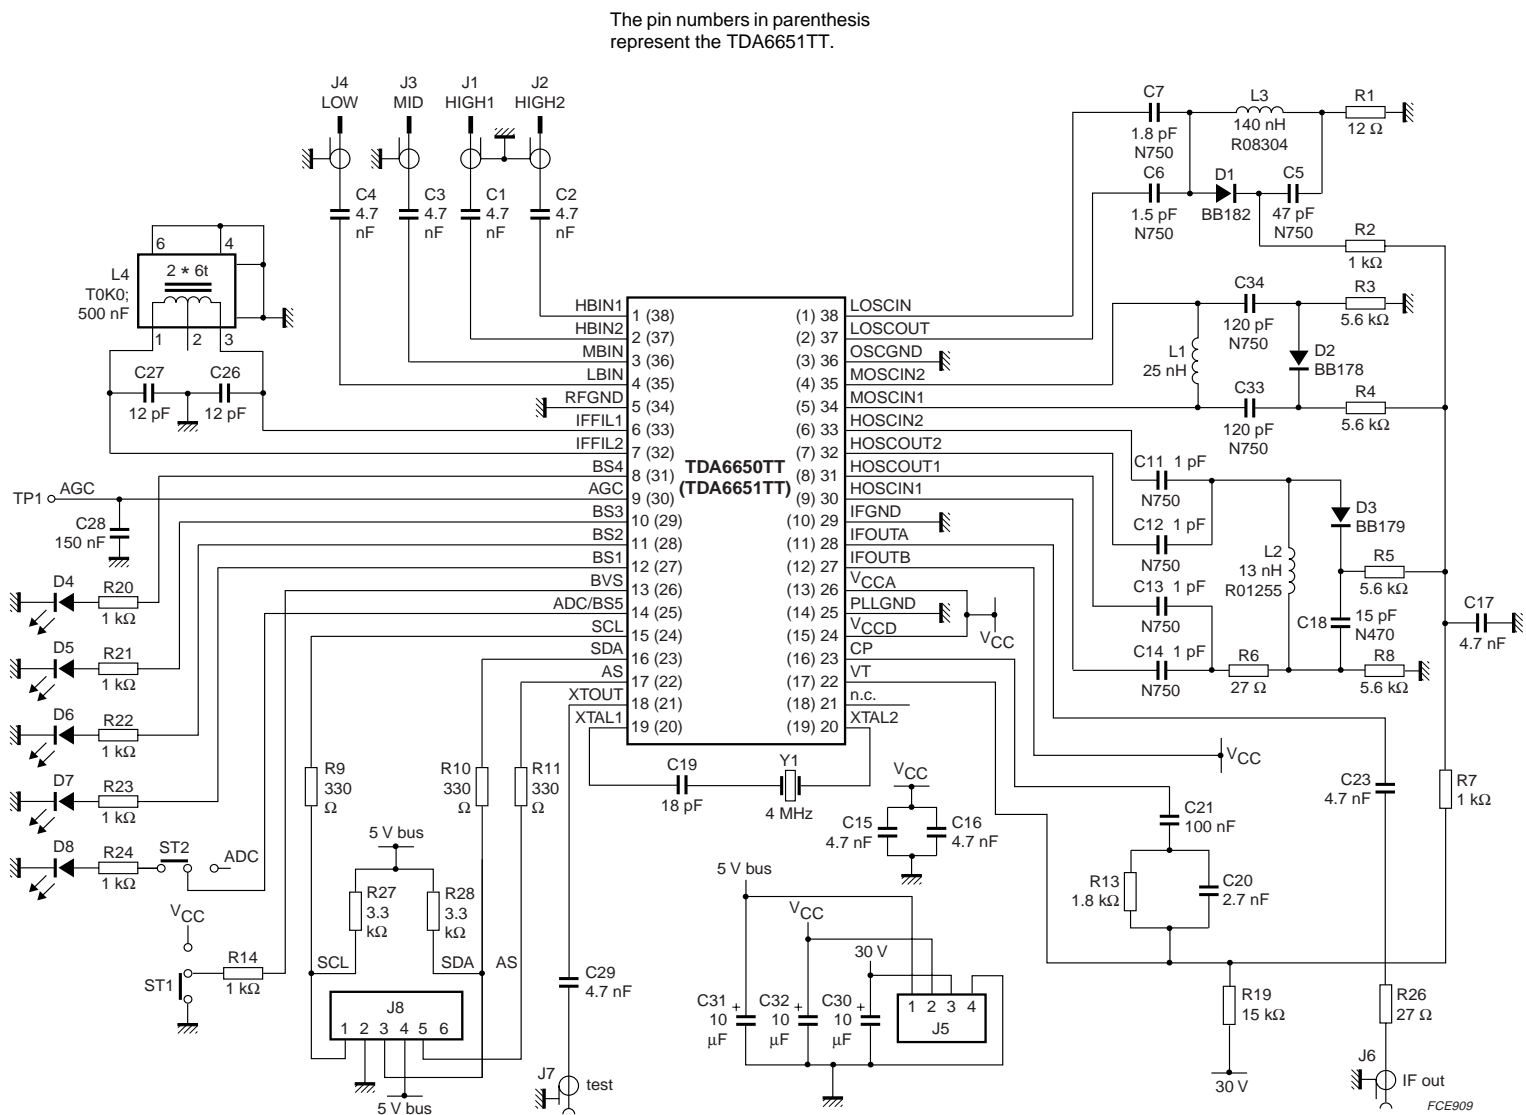 The pin numbers in parenthesis
represent the TDA6651TT.
J4
LOW
J3
MID
J1
HIGH1
J2
HIGH2
C4
4.7
nF
C3
4.7
nF
C1
4.7
nF
C2
4.7
nF
C7
1.8 pF
N750
L3
140 nH
R08304
R1
12 Ω
C6
1.5 pF
N750
D1
BB182
C5
47 pF
N750
R2
1 kΩ
6
4
2 * 6t
L4
T0K0;
500 nF
1
2
3
C27
12 pF
C26
12 pF
C34
120 pF
N750
R3
5.6 kΩ
L1
25 nH
D2
BB178
C33
120 pF
N750
R4
5.6 kΩ
HBIN1
1 (38)
HBIN2
2 (37)
MBIN
3 (36)
LBIN
4 (35)
RFGND
5 (34)
IFFIL1
6 (33)
IFFIL2
7 (32)
BS4
8 (31)
AGC
9 (30)
BS3
10 (29)
BS2
11 (28)
BS1
12 (27)
BVS
13 (26)
ADC/BS5
14 (25)
SCL
15 (24)
SDA
16 (23)
AS
17 (22)
XTOUT
18 (21)
XTAL1
19 (20)
TDA6650TT
(TDA6651TT)
LOSCIN
(1) 38
LOSCOUT
(2) 37
OSCGND
(3) 36
MOSCIN2
(4) 35
MOSCIN1
(5) 34
HOSCIN2
(6) 33
HOSCOUT2
(7) 32
HOSCOUT1
(8) 31
HOSCIN1
(9) 30
IFGND
(10) 29
IFOUTA
(11) 28
IFOUTB
(12) 27
VCCA
(13) 26
PLLGND
(14) 25
VCCD
(15) 24
CP
(16) 23
VT
(17) 22
n.c.
(18) 21
XTAL2
(19) 20
VCC
C11 1 pF
N750
C12 1 pF
N750
C13 1 pF
N750
C14 1 pF
N750
D3
BB179
L2
13 nH
R01255
R5
5.6 kΩ
C18
15 pF
N470
R6
27 Ω
R8
5.6 kΩ
C17
4.7 nF
TP1
AGC
C28
150 nF
D4
R20
1 kΩ
D5
R21
1 kΩ
D6
R22
1 kΩ
D7
R23
1 kΩ
D8
R24
1 kΩ
ST2
ADC
VCC
ST1
R14
1 kΩ
R9
330
Ω
R10
330
Ω
R11
330
Ω
5 V bus
R27
3.3
kΩ
R28
3.3
kΩ
SCL
SDA
AS
J8
1 2 3 4 5 6
5 V bus
C19
18 pF
Y1
4 MHz
C29
4.7 nF
J7
test
VCC
C15
4.7 nF
C16
4.7 nF
5 V bus
VCC
30 V
C31
10
µF
+
C32
10
µF
+
C30
10
µF
+
1 2 3 4
J5
VCC
C21
100 nF
R13
1.8 kΩ
C20
2.7 nF
C23
4.7 nF
R7
1 kΩ
R19
15 kΩ
30 V
R26
27 Ω
J6
IF out
FCE909